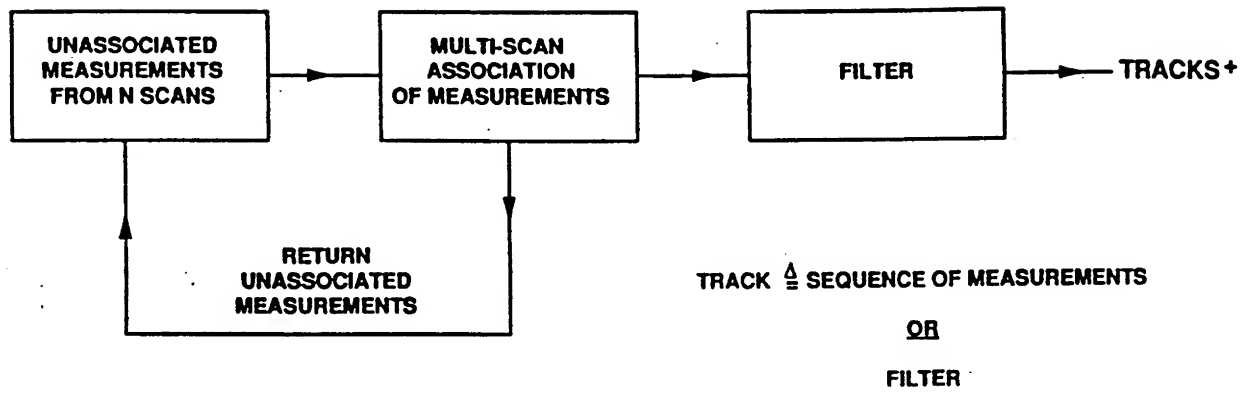 UNASSOCIATED
MEASUREMENTS
FROM N SCANS
MULTI-SCAN
ASSOCIATION
OF MEASUREMENTS
FILTER
TRACKS+
RETURN
UNASSOCIATED
MEASUREMENTS
TRACK ≜ SEQUENCE OF MEASUREMENTS
OR
FILTER